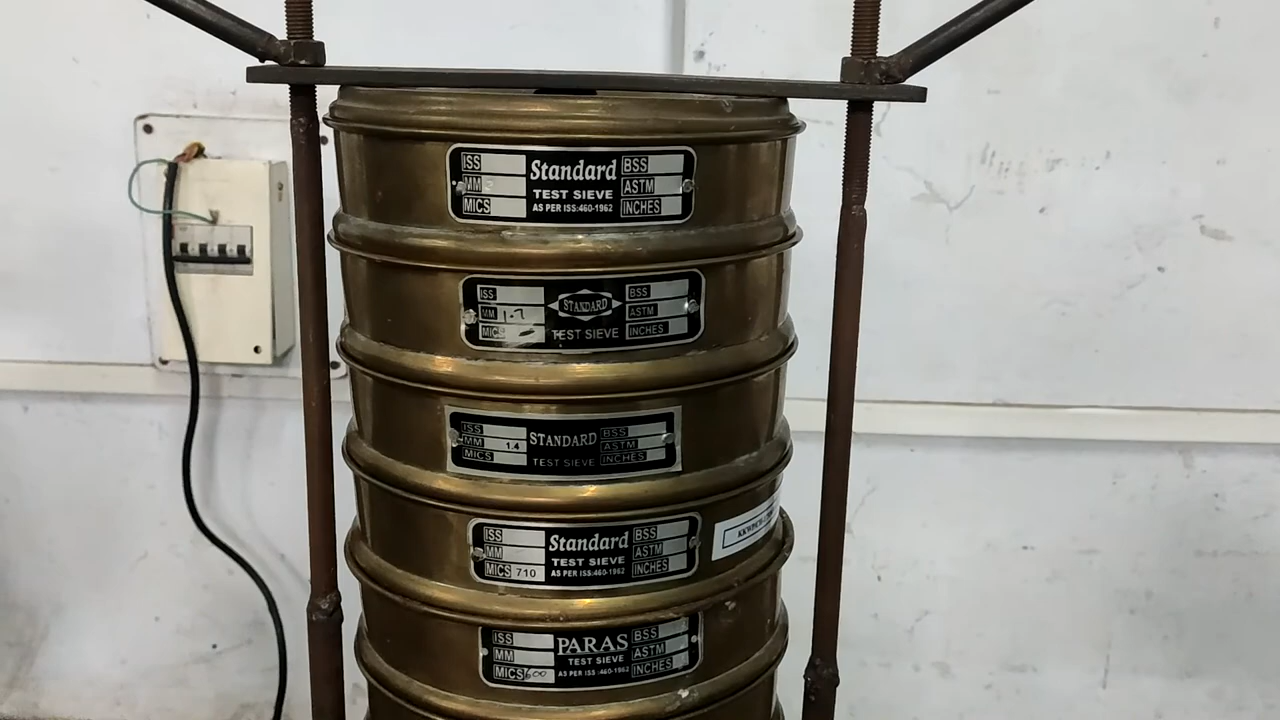 ISS Standard BSS
MM TEST SIEVE ASTM
MICS AS PER ISS:460-1962 INCHES
ISS STANDARD BSS
MM 1.7 ASTM
MICS TEST SIEVE INCHES
ISS STANDARD BSS
MM 1.4 ASTM
MICS TEST SIEVE INCHES
ISS Standard BSS
MM TEST SIEVE ASTM
MICS 710 AS PER ISS:460-1962 INCHES
ISS PARAS BSS
MM TEST SIEVE ASTM
MICS 600 AS PER ISS:460-1962 INCHES